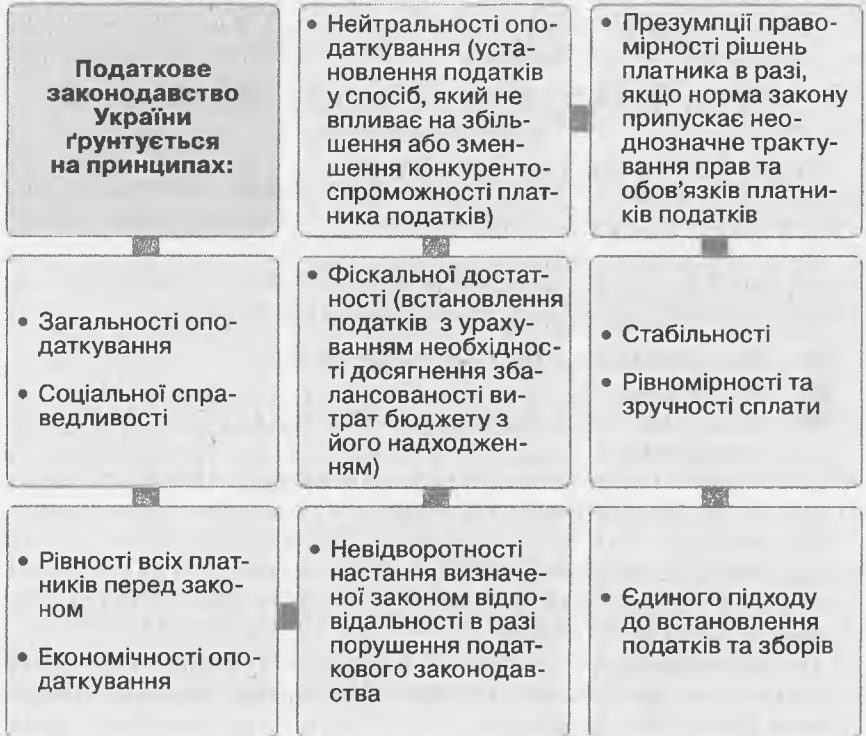 Податкове
законодавство
України
ґрунтується
на принципах:
• Загальності опо-
даткування
• Соціальної спра-
ведливості
• Рівності всіх плат-
ників перед зако-
ном
• Економічності опо-
даткування
• Невідворотності
настання визначе-
ної законом відпо-
відальності в разі
порушення подат-
кового законодав-
ства
• Фіскальної достат-
ності (встановлення
податків з ураху-
ванням необхіднос-
ті досягнення зба-
лансованості ви-
трат бюджету з
його надходжен-
ням)
• Нейтральності опо-
даткування (уста-
новлення податків
у спосіб, який не
впливає на збіль-
шення або змен-
шення конкуренто-
спроможності плат-
ника податків)
• Презумпції право-
мірності рішень
платника в разі,
якщо норма закону
припускає нео-
днозначне тракту-
вання прав та
обов'язків платни-
ків податків
• Стабільності
• Рівномірності та
зручності сплати
• Єдиного підходу
до встановлення
податків та зборів